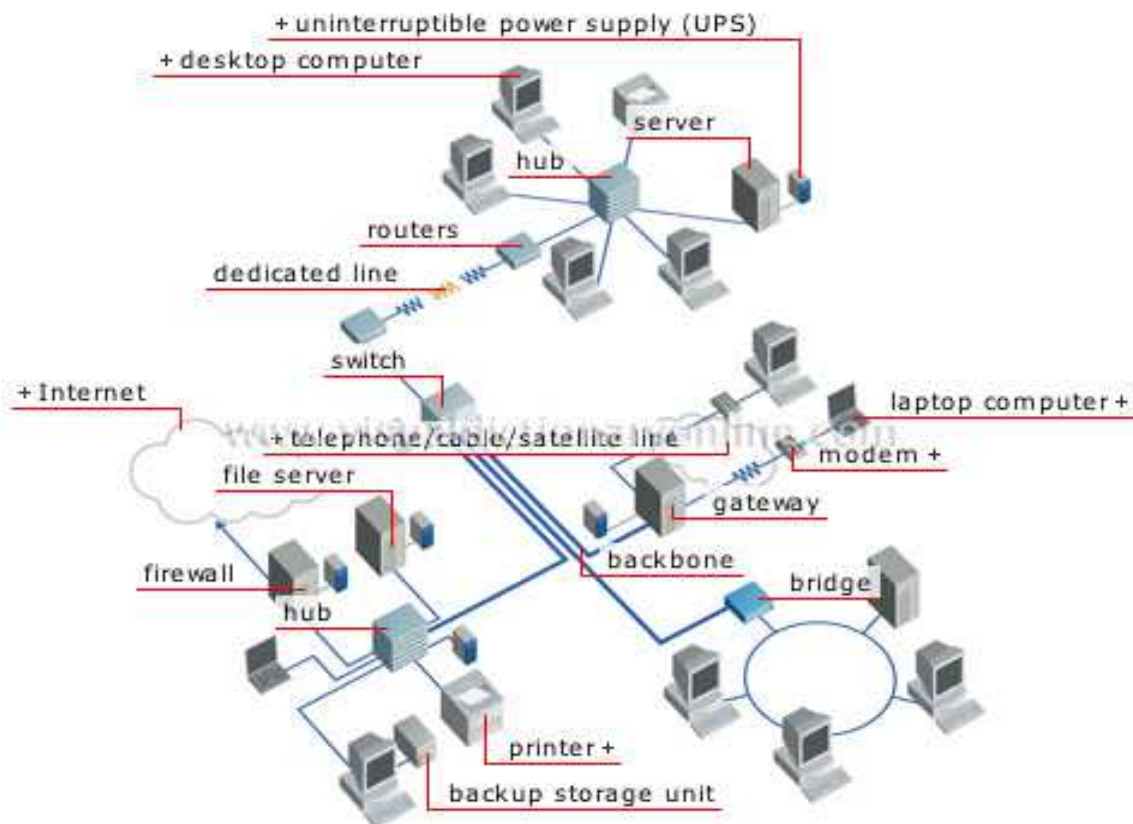 + uninterruptible power supply (UPS)
+ desktop computer
server
hub
routers
dedicated line
switch
+ Internet
laptop computer +
+ telephone/cable/satellite line
modem +
file server
gateway
backbone
firewall
bridge
hub
printer +
backup storage unit